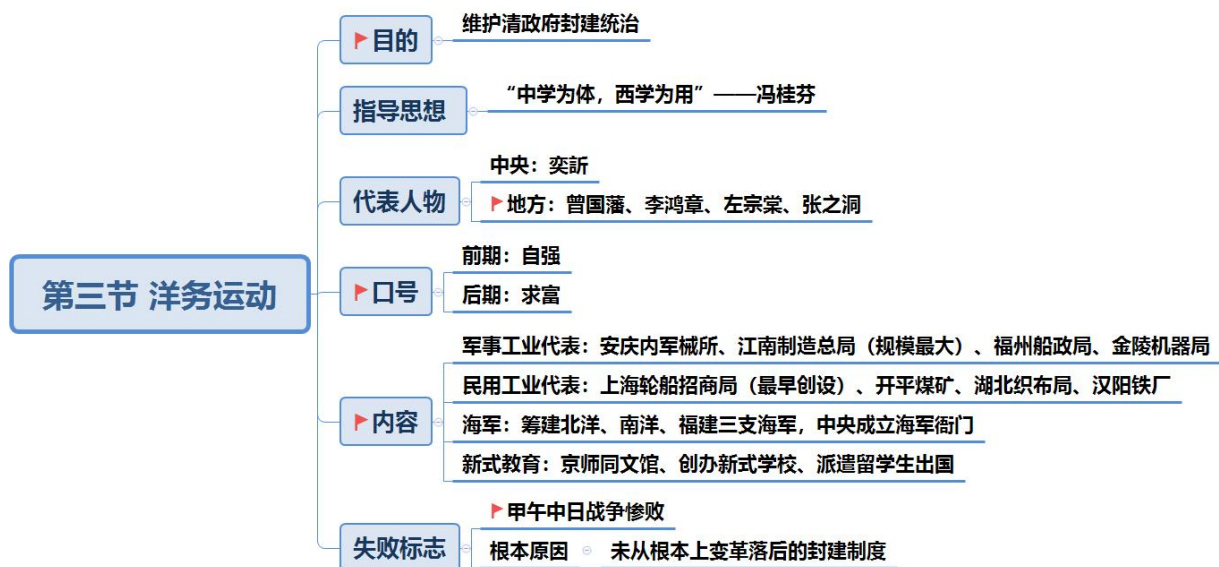 第三节 洋务运动
目的
维护清政府封建统治
指导思想
“中学为体，西学为用”——冯桂芬
代表人物
中央：奕訢
地方：曾国藩、李鸿章、左宗棠、张之洞
口号
前期：自强
后期：求富
内容
军事工业代表：安庆内军械所、江南制造总局（规模最大）、福州船政局、金陵机器局
民用工业代表：上海轮船招商局（最早创设）、开平煤矿、湖北织布局、汉阳铁厂
海军：筹建北洋、南洋、福建三支海军，中央成立海军衙门
新式教育：京师同文馆、创办新式学校、派遣留学生出国
失败标志
甲午中日战争惨败
根本原因
未从根本上变革落后的封建制度